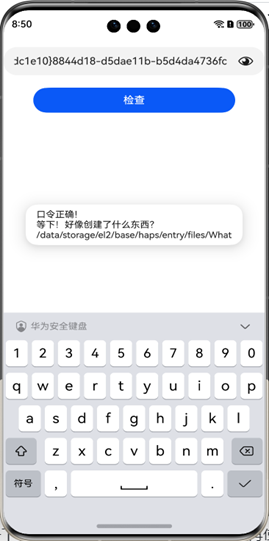 8:50
100
dc1e10}8844d18-d5dae11b-b5d4da4736fc
检查
口令正确!
等下！好像创建了什么东西?
/data/storage/el2/base/haps/entry/files/What
华为安全键盘
1 2 3 4 5 6 7 8 9 0
q w e r t y u i o p
a s d f g h j k l
z x c v b n m
符号 , .